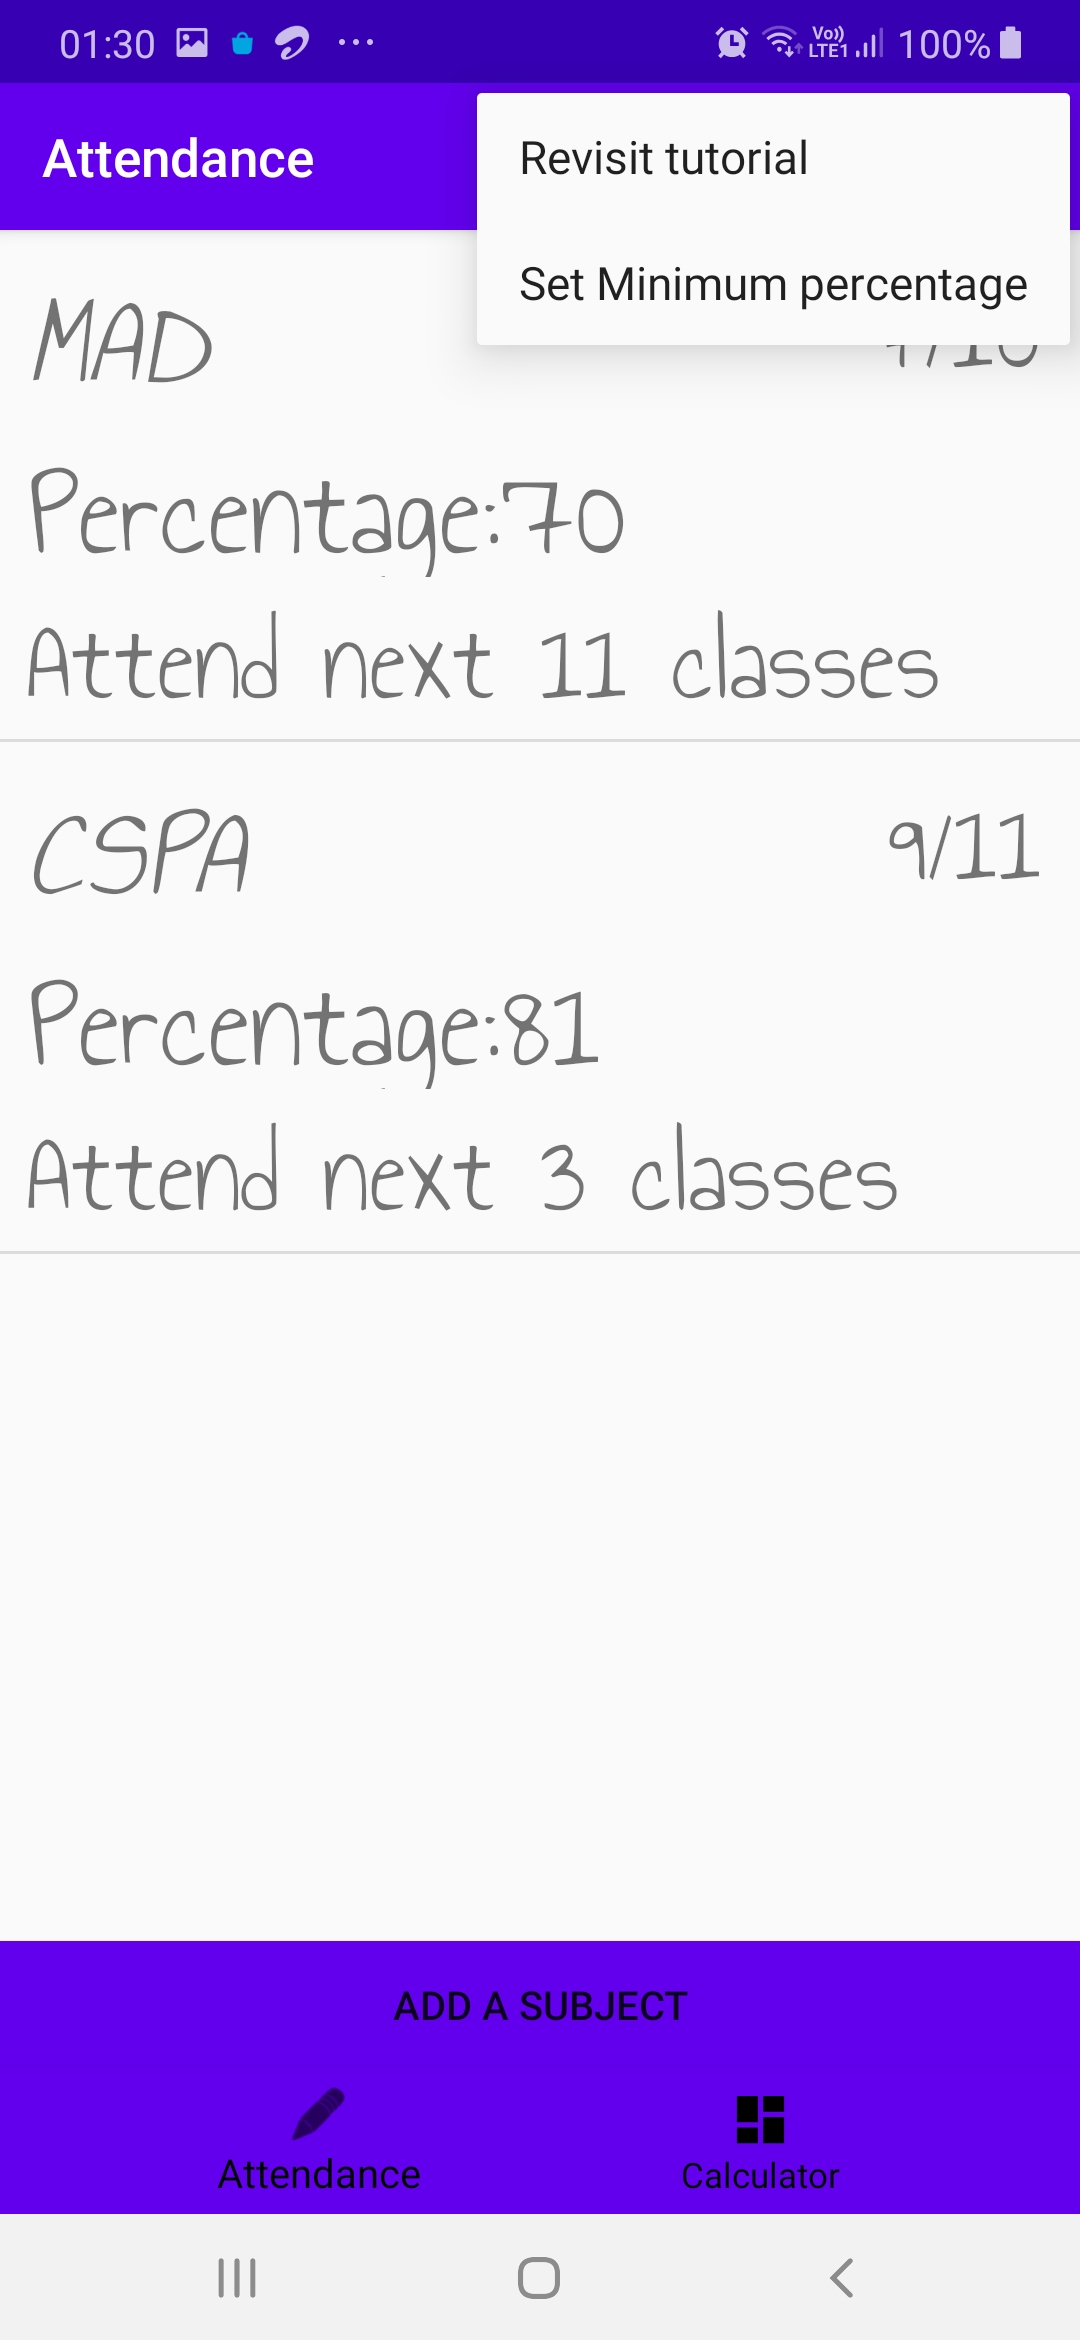 01:30 Vo)) LTE1 100%
Attendance
Revisit tutorial
Set Minimum percentage
MAD
Percentage:70
Attend next 11 classes
CSPA 9/11
Percentage:81
Attend next 3 classes
ADD A SUBJECT
Attendance Calculator